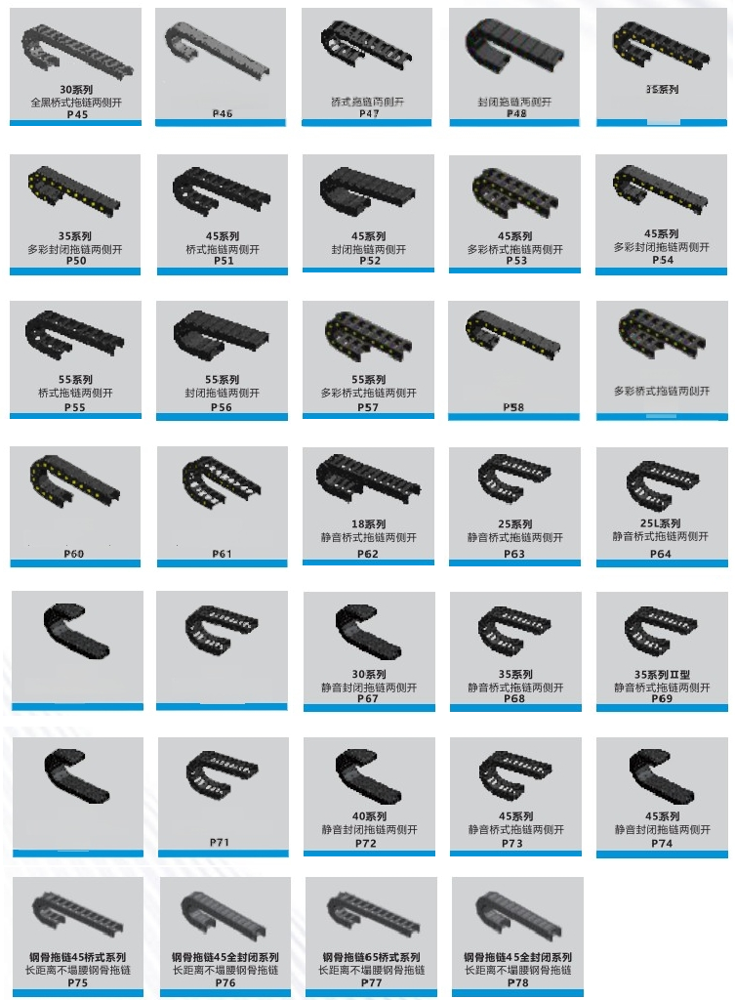 30系列
全黑桥式拖链两侧开
P45
P46
桥式拖链两侧开
P47
封闭拖链两侧开
P48
35系列
35系列
多彩封闭拖链两侧开
P50
45系列
桥式拖链两侧开
P51
45系列
封闭拖链两侧开
P52
45系列
多彩桥式拖链两侧开
P53
45系列
多彩封闭拖链两侧开
P54
55系列
桥式拖链两侧开
P55
55系列
封闭拖链两侧开
P56
55系列
多彩桥式拖链两侧开
P57
P58
多彩桥式拖链两侧开
P60
P61
18系列
静音桥式拖链两侧开
P62
25系列
静音桥式拖链两侧开
P63
25L系列
静音桥式拖链两侧开
P64
30系列
静音封闭拖链两侧开
P67
35系列
静音桥式拖链两侧开
P68
35系列Ⅱ型
静音桥式拖链两侧开
P69
P71
40系列
静音封闭拖链两侧开
P72
45系列
静音桥式拖链两侧开
P73
45系列
静音封闭拖链两侧开
P74
钢骨拖链45桥式系列
长距离不塌腰钢骨拖链
P75
钢骨拖链45全封闭系列
长距离不塌腰钢骨拖链
P76
钢骨拖链65桥式系列
长距离不塌腰钢骨拖链
P77
钢骨拖链45全封闭系列
长距离不塌腰钢骨拖链
P78